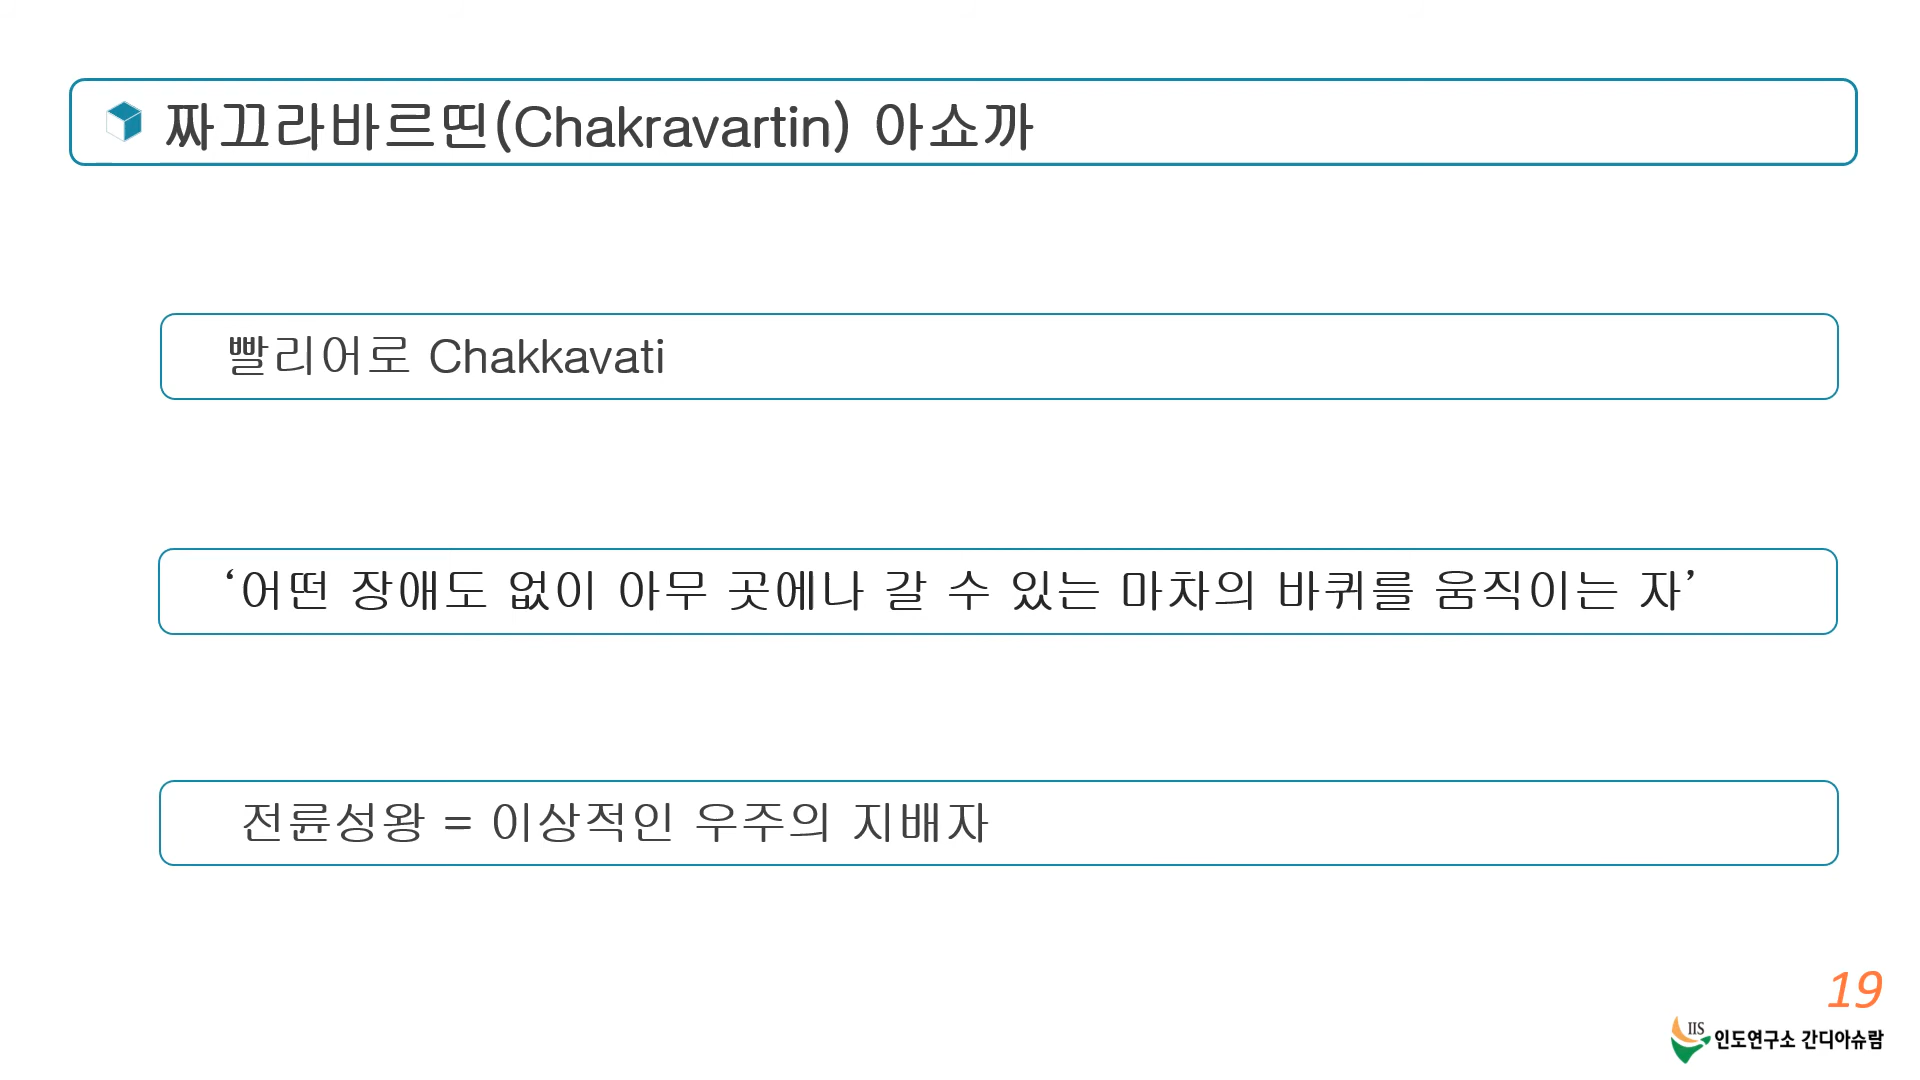 짜끄라바르띤(Chakravartin) 아쇼까
빨리어로 Chakkavati
‘어떤 장애도 없이 아무 곳에나 갈 수 있는 마차의 바퀴를 움직이는 자’
전륜성왕 = 이상적인 우주의 지배자
19
IIS 인도연구소 간디아슈람